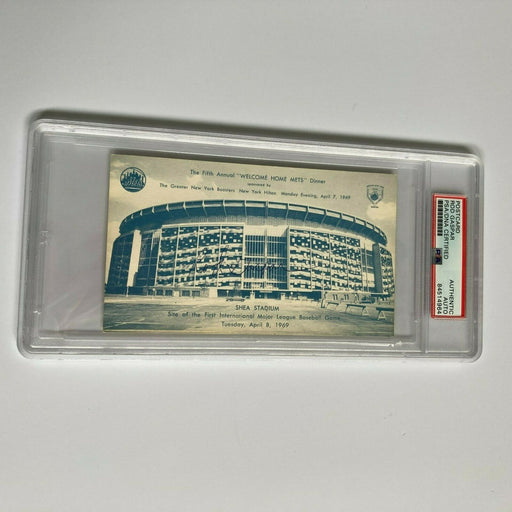 The Fifth Annual "WELCOME HOME METS" Dinner
sponsored by
The Greater New York Boosters New York Hilton Monday Evening, April 7, 1969
SHEA STADIUM
Site of the First International Major League Baseball Game
Tuesday, April 8, 1969
POSTCARD
ROD GASPAR
PSA/DNA CERTIFIED
AUTHENTIC
AUTO
84514964